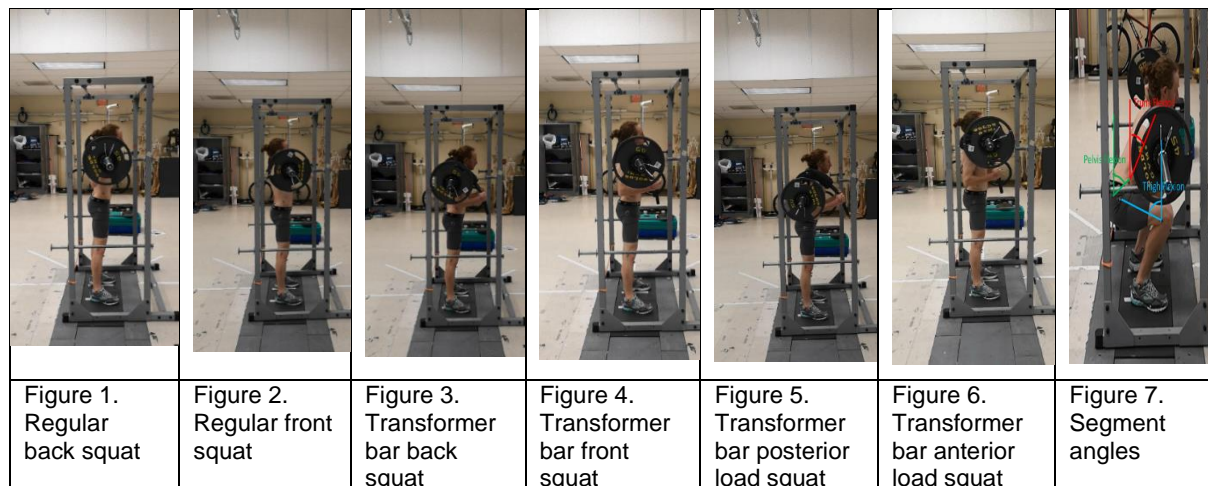 Pelvis
Thigh
Figure 1.
Regular
back squat
Figure 2.
Regular front
squat
Figure 3.
Transformer
bar back
squat
Figure 4.
Transformer
bar front
squat
Figure 5.
Transformer
bar posterior
load squat
Figure 6.
Transformer
bar anterior
load squat
Figure 7.
Segment
angles